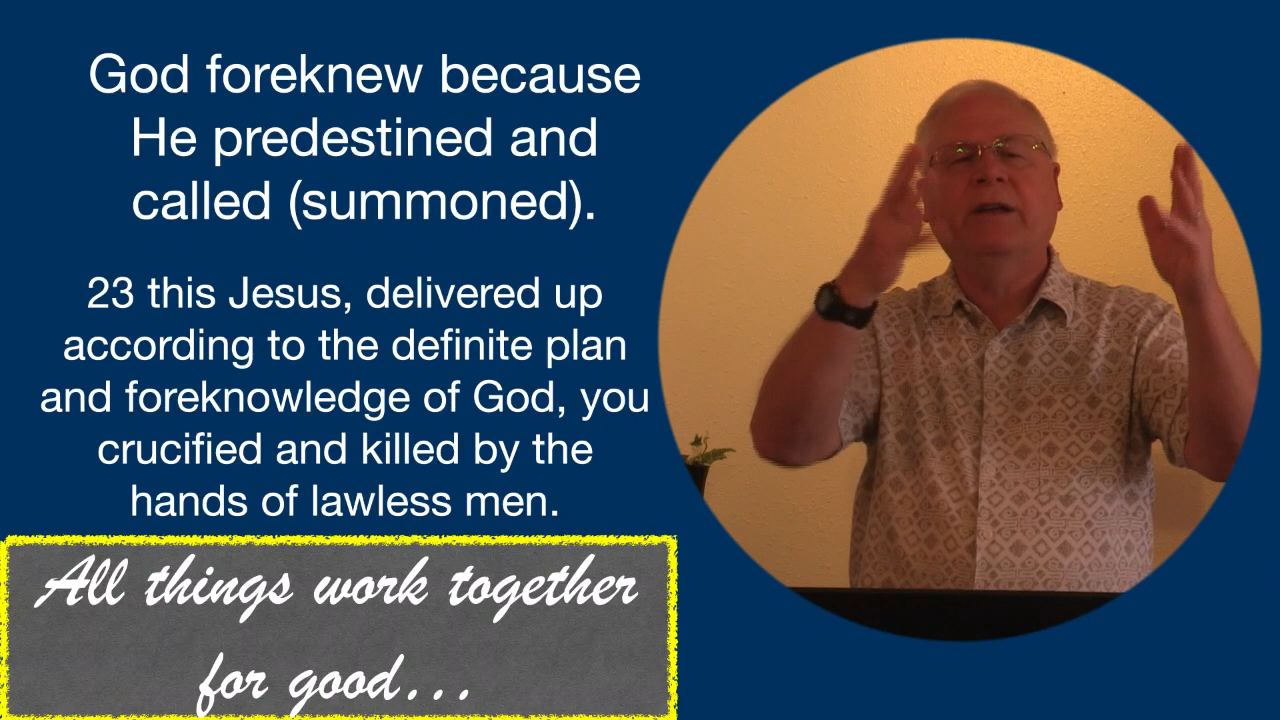 God foreknew because
He predestined and
called (summoned).
23 this Jesus, delivered up
according to the definite plan
and foreknowledge of God, you
crucified and killed by the
hands of lawless men.
All things work together
for good...